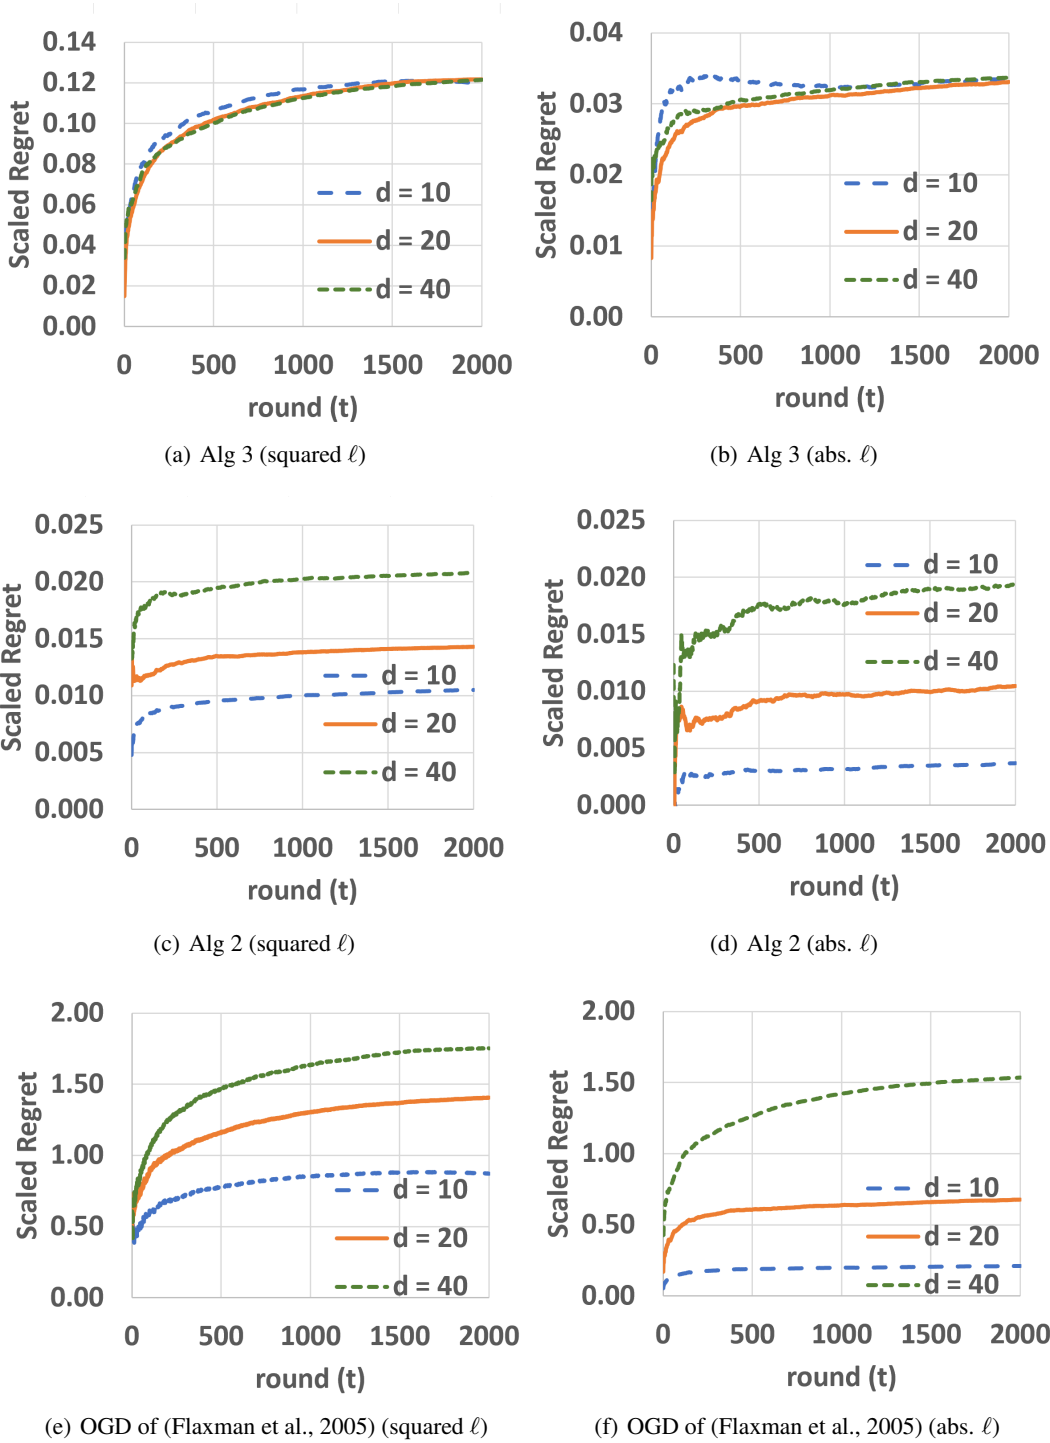 0.14
0.12
0.10
0.08
0.06
0.04
0.02
0.00
Scaled Regret
d = 10
d = 20
d = 40
0 500 1000 1500 2000
round (t)
(a) Alg 3 (squared ℓ)
0.04
0.03
0.02
0.01
0.00
Scaled Regret
d = 10
d = 20
d = 40
0 500 1000 1500 2000
round (t)
(b) Alg 3 (abs. ℓ)
0.025
0.020
0.015
0.010
0.005
0.000
Scaled Regret
d = 10
d = 20
d = 40
0 500 1000 1500 2000
round (t)
(c) Alg 2 (squared ℓ)
0.025
0.020
0.015
0.010
0.005
0.000
Scaled Regret
d = 10
d = 20
d = 40
0 500 1000 1500 2000
round (t)
(d) Alg 2 (abs. ℓ)
2.00
1.50
1.00
0.50
0.00
Scaled Regret
d = 10
d = 20
d = 40
0 500 1000 1500 2000
round (t)
(e) OGD of (Flaxman et al., 2005) (squared ℓ)
2.00
1.50
1.00
0.50
0.00
Scaled Regret
d = 10
d = 20
d = 40
0 500 1000 1500 2000
round (t)
(f) OGD of (Flaxman et al., 2005) (abs. ℓ)